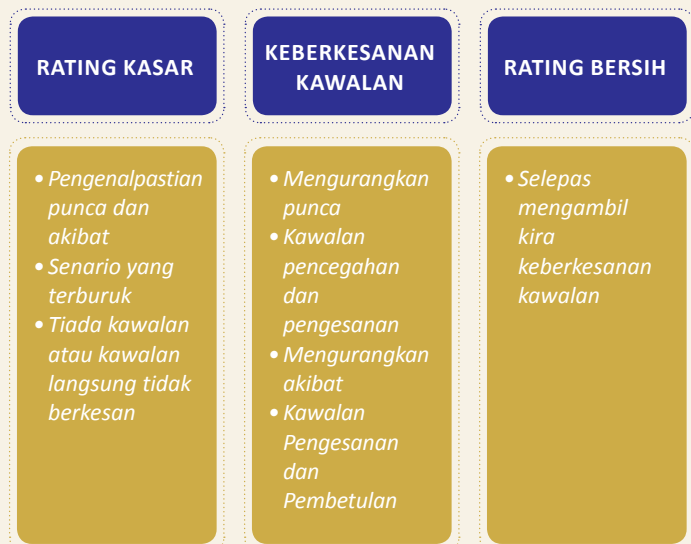 RATING KASAR
KEBERKESANAN
KAWALAN
RATING BERSIH
• Pengenalpastian
punca dan
akibat
• Senario yang
terburuk
• Tiada kawalan
atau kawalan
langsung tidak
berkesan
• Mengurangkan
punca
• Kawalan
pencegahan
dan
pengesanan
• Mengurangkan
akibat
• Kawalan
Pengesanan
dan
Pembetulan
• Selepas
mengambil
kira
keberkesanan
kawalan